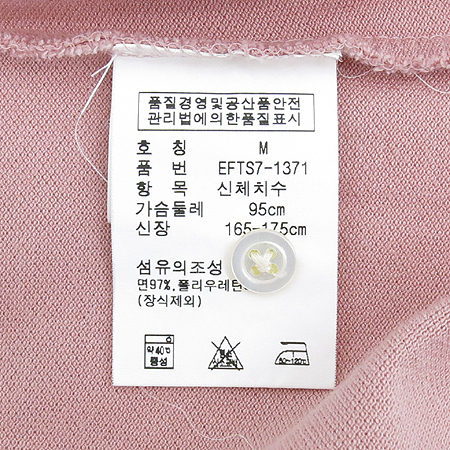 품질경영및공산품안전
관리법에의한품질표시
호 칭 M
품 번 EFTS7-1371
항 목 신체치수
가슴둘레 95cm
신장 165-175cm
섬유의조성
면97%.폴리우레탄
(장식제외)
약40℃
중성
80~120℃